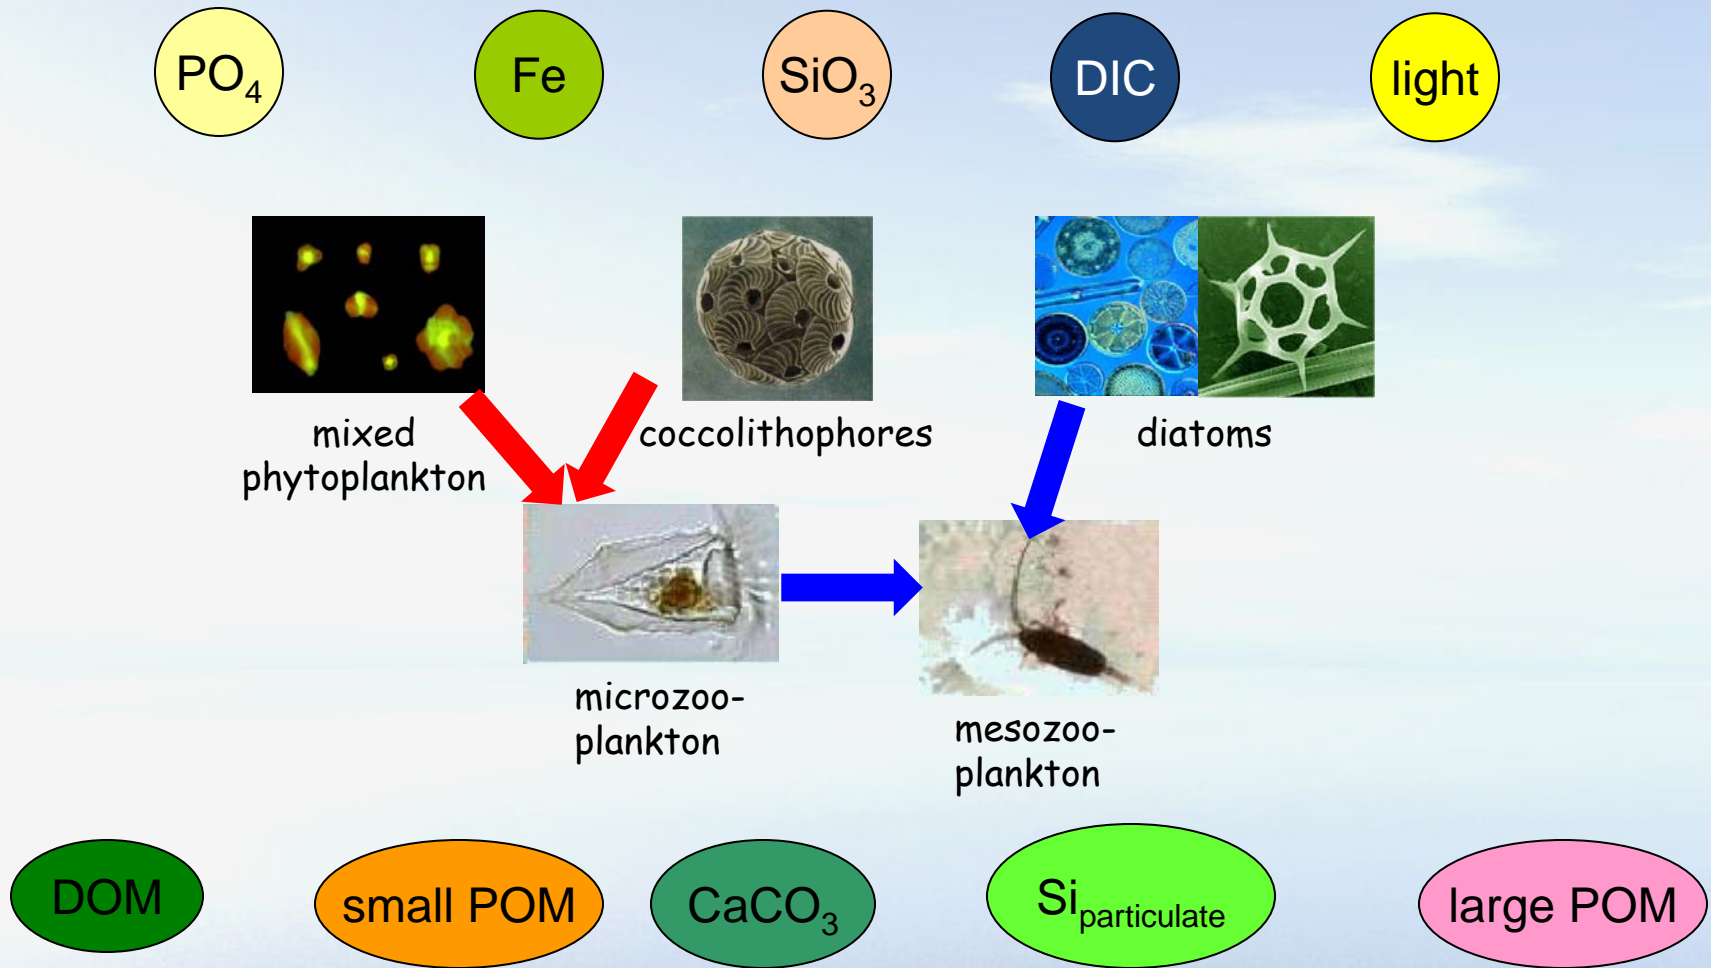 PO₄ Fe SiO₃ DIC light
mixed
phytoplankton
coccolithophores
diatoms
microzoo-
plankton
mesozoo-
plankton
DOM small POM CaCO₃ Siparticulate large POM